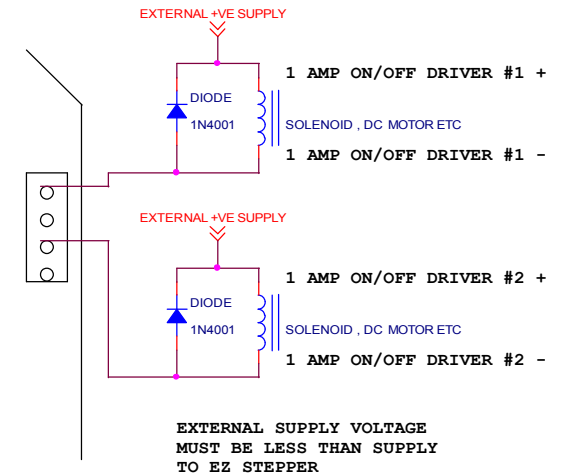 EXTERNAL +VE SUPPLY
1 AMP ON/OFF DRIVER #1 +
DIODE
1N4001
SOLENOID , DC MOTOR ETC
1 AMP ON/OFF DRIVER #1 -
EXTERNAL +VE SUPPLY
1 AMP ON/OFF DRIVER #2 +
DIODE
1N4001
SOLENOID , DC MOTOR ETC
1 AMP ON/OFF DRIVER #2 -
EXTERNAL SUPPLY VOLTAGE
MUST BE LESS THAN SUPPLY
TO EZ STEPPER